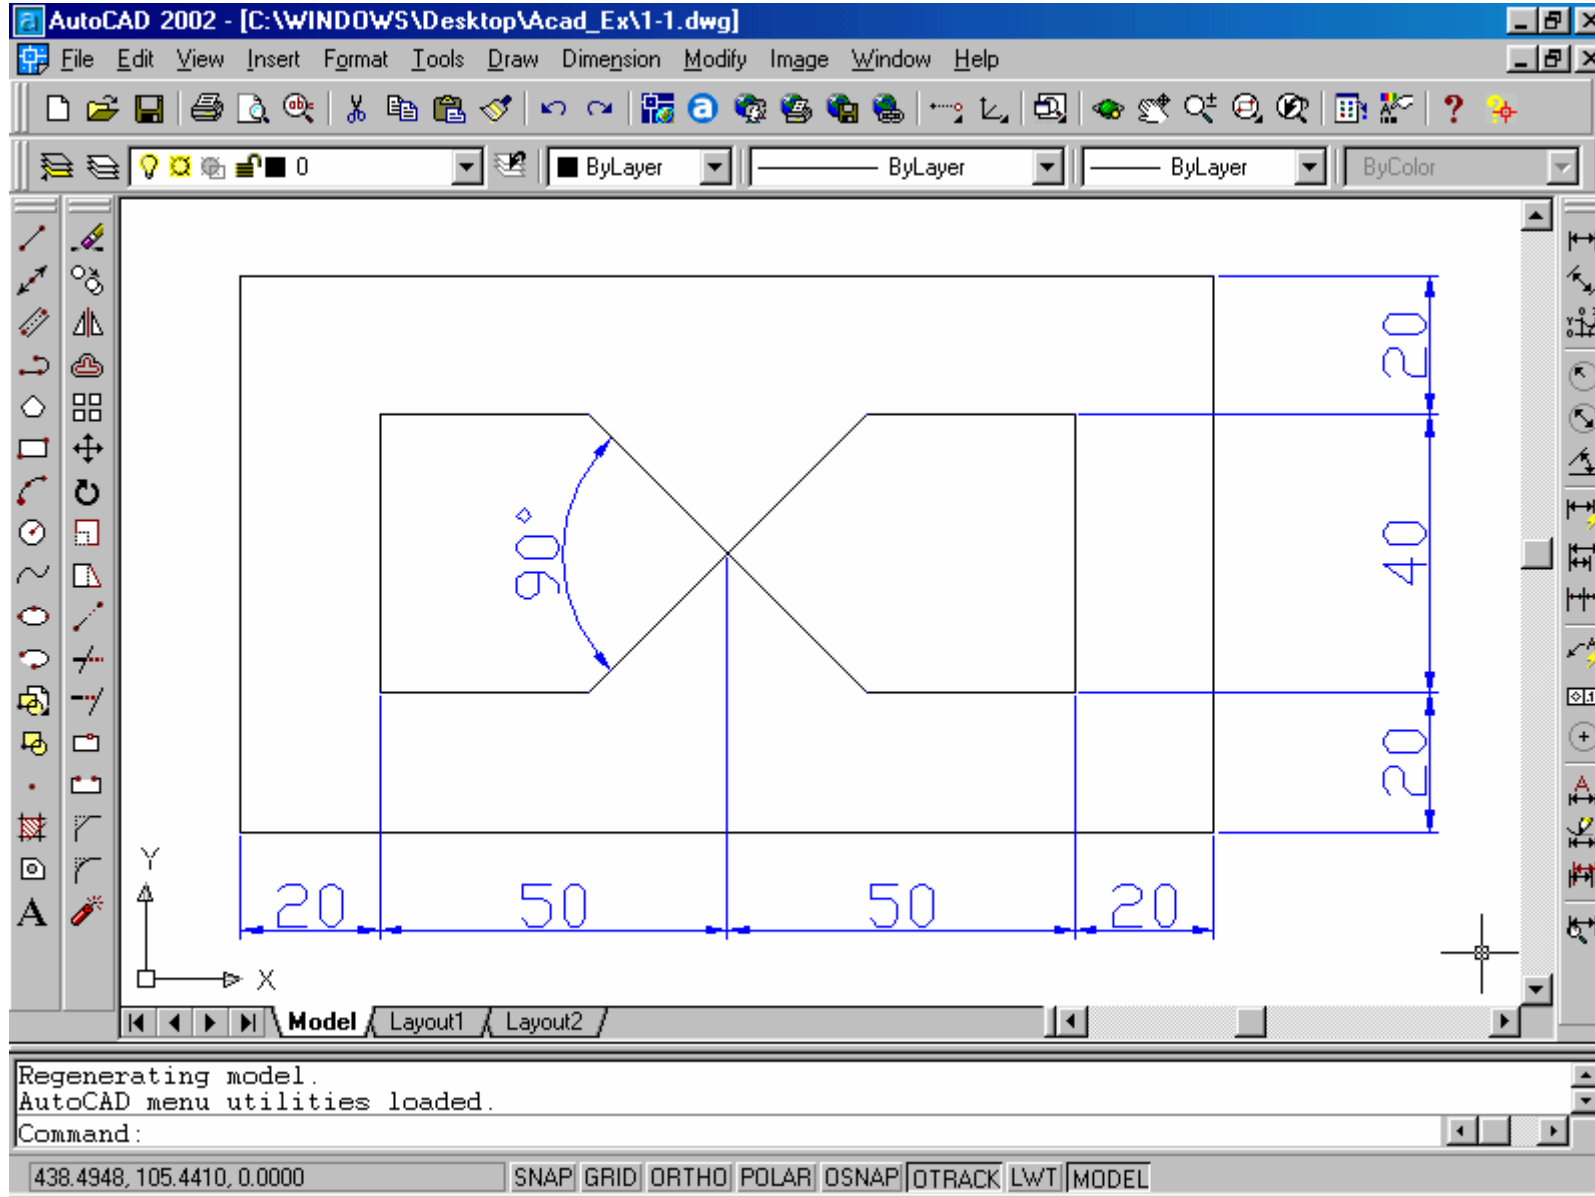 AutoCAD 2002 - [C:\WINDOWS\Desktop\Acad_Ex\1-1.dwg]
File Edit View Insert Format Tools Draw Dimension Modify Image Window Help
0 ByLayer ByLayer ByLayer ByColor
20
90°
40
20
Y
20 50 50 20
X
Model Layout1 Layout2
Regenerating model.
AutoCAD menu utilities loaded.
Command:
438.4948, 105.4410, 0.0000 SNAP GRID ORTHO POLAR OSNAP OTRACK LWT MODEL